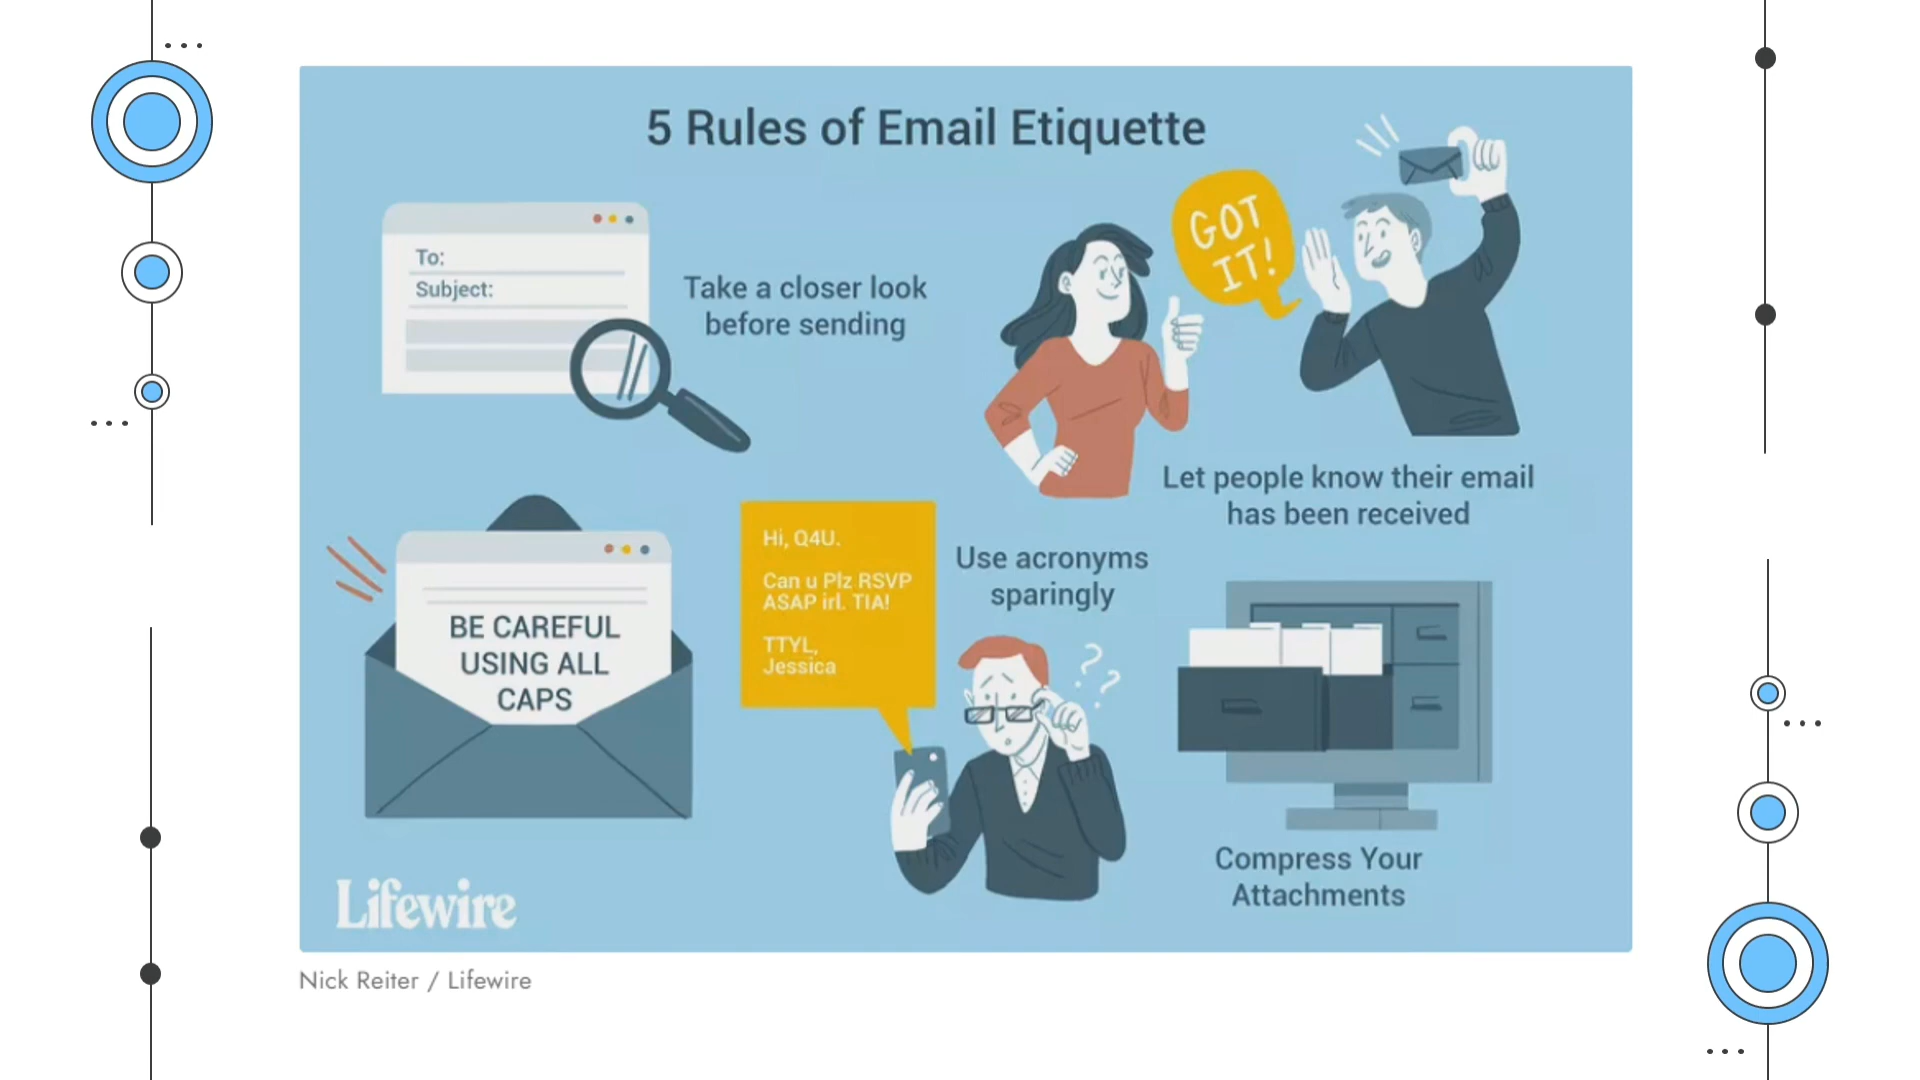 5 Rules of Email Etiquette
To:
Subject:
Take a closer look
before sending
GOT
IT!
Let people know their email
has been received
BE CAREFUL
USING ALL
CAPS
Hi, Q4U.
Can u Plz RSVP
ASAP irl. TIA!
TTYL,
Jessica
Use acronyms
sparingly
??
Compress Your
Attachments
Lifewire
Nick Reiter / Lifewire